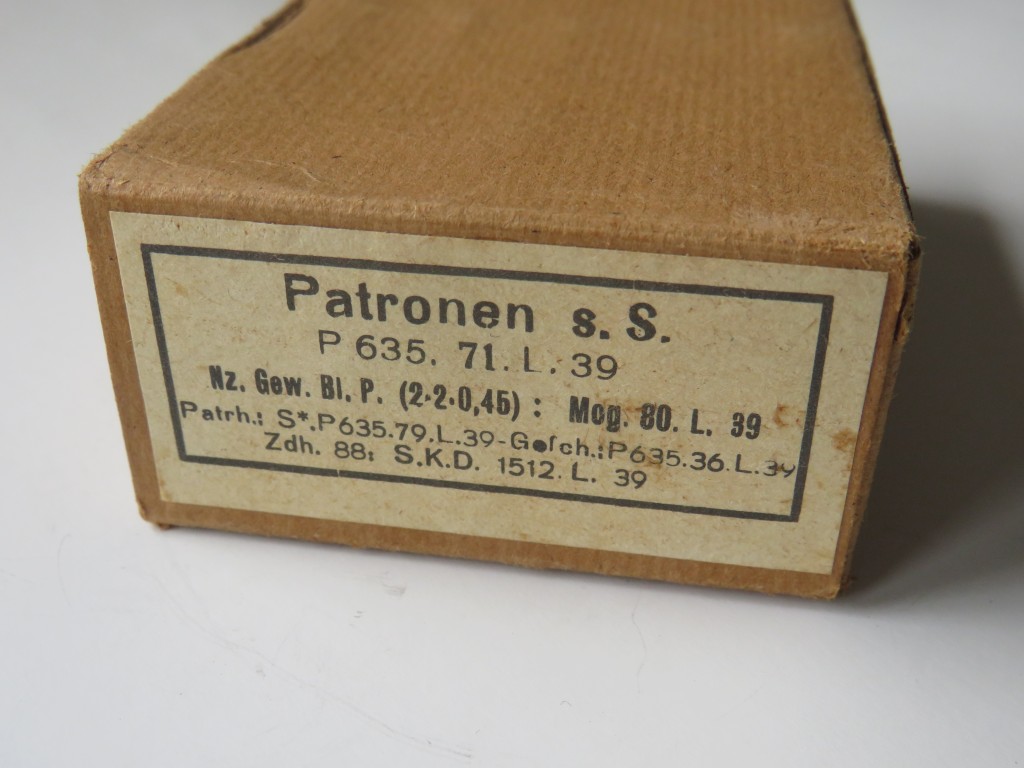 Patronen s. S.
P 635. 71. L. 39
Nz. Gew. Bl. P. (2·2·0,45) : Mog. 80. L. 39
Patrh.: S*.P635.79.L.39-Gesch.:P635.36.L.39
Zdh. 88: S.K.D. 1512. L. 39